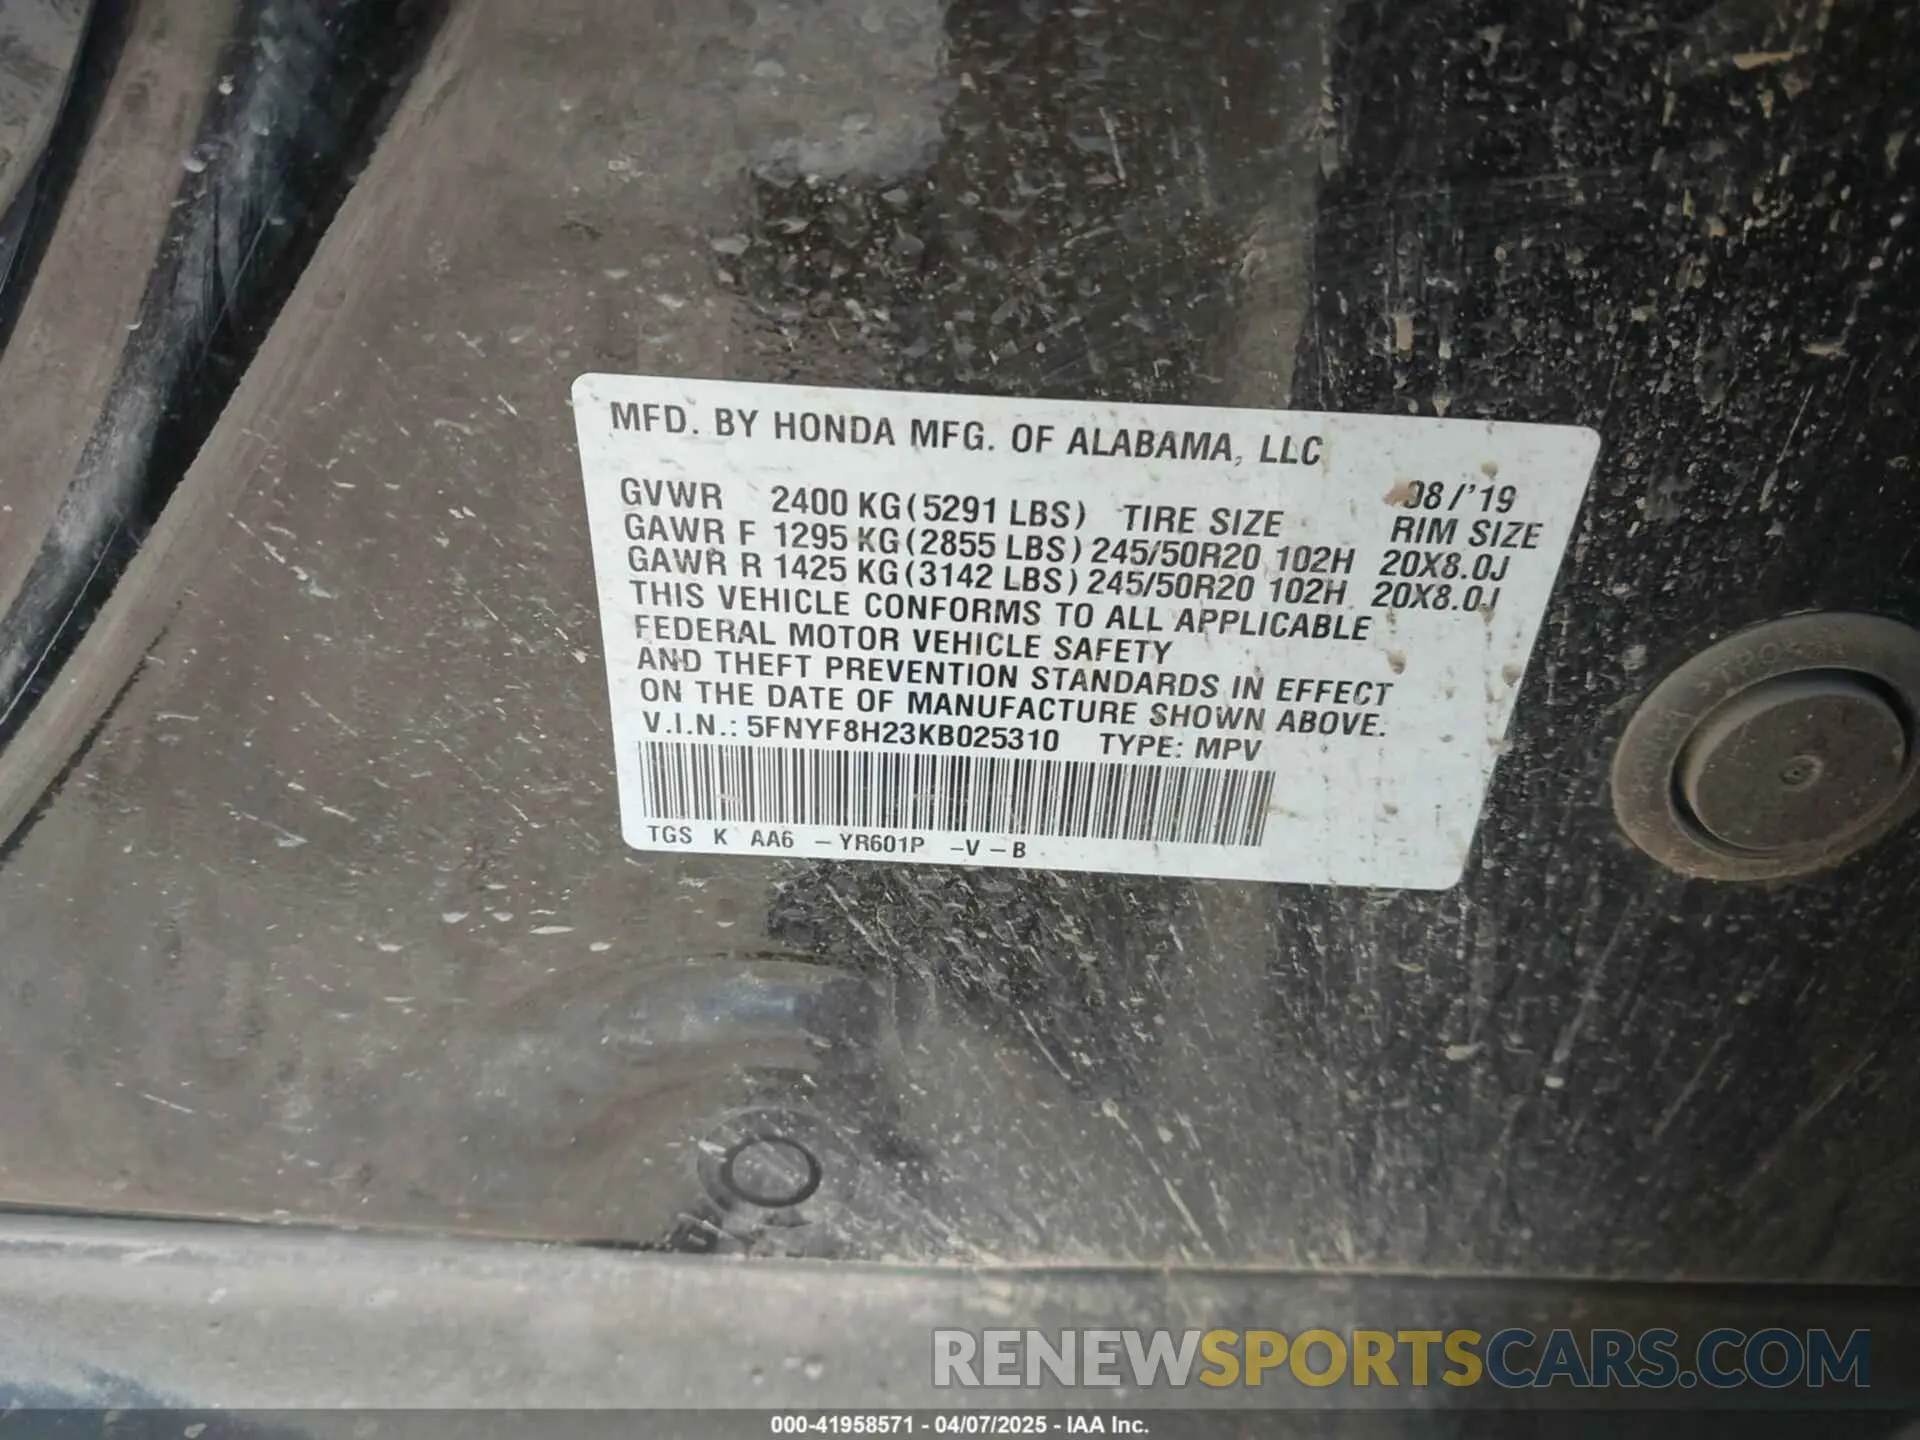 MFD. BY HONDA MFG. OF ALABAMA, LLC
08/'19
GVWR 2400 KG(5291 LBS) TIRE SIZE RIM SIZE
GAWR F 1295 KG(2855 LBS) 245/50R20 102H 20X8.0J
GAWR R 1425 KG(3142 LBS) 245/50R20 102H 20X8.0J
THIS VEHICLE CONFORMS TO ALL APPLICABLE
FEDERAL MOTOR VEHICLE SAFETY
AND THEFT PREVENTION STANDARDS IN EFFECT
ON THE DATE OF MANUFACTURE SHOWN ABOVE.
V.I.N.: 5FNYF8H23KB025310 TYPE: MPV
TGS K AA6 – YR601P –V – B
RENEWSPORTSCARS.COM
000-41958571 - 04/07/2025 - IAA Inc.